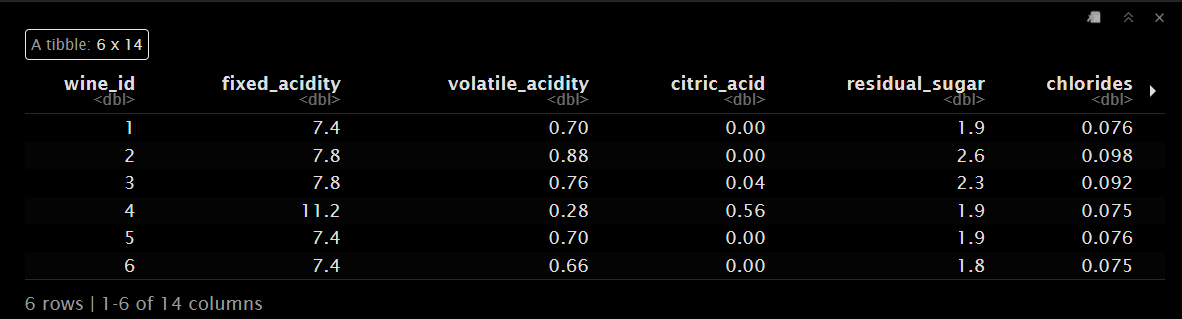 A tibble: 6 x 14
wine_id fixed_acidity volatile_acidity citric_acid residual_sugar chlorides
<dbl> <dbl> <dbl> <dbl> <dbl> <dbl>
1 7.4 0.70 0.00 1.9 0.076
2 7.8 0.88 0.00 2.6 0.098
3 7.8 0.76 0.04 2.3 0.092
4 11.2 0.28 0.56 1.9 0.075
5 7.4 0.70 0.00 1.9 0.076
6 7.4 0.66 0.00 1.8 0.075
6 rows | 1-6 of 14 columns